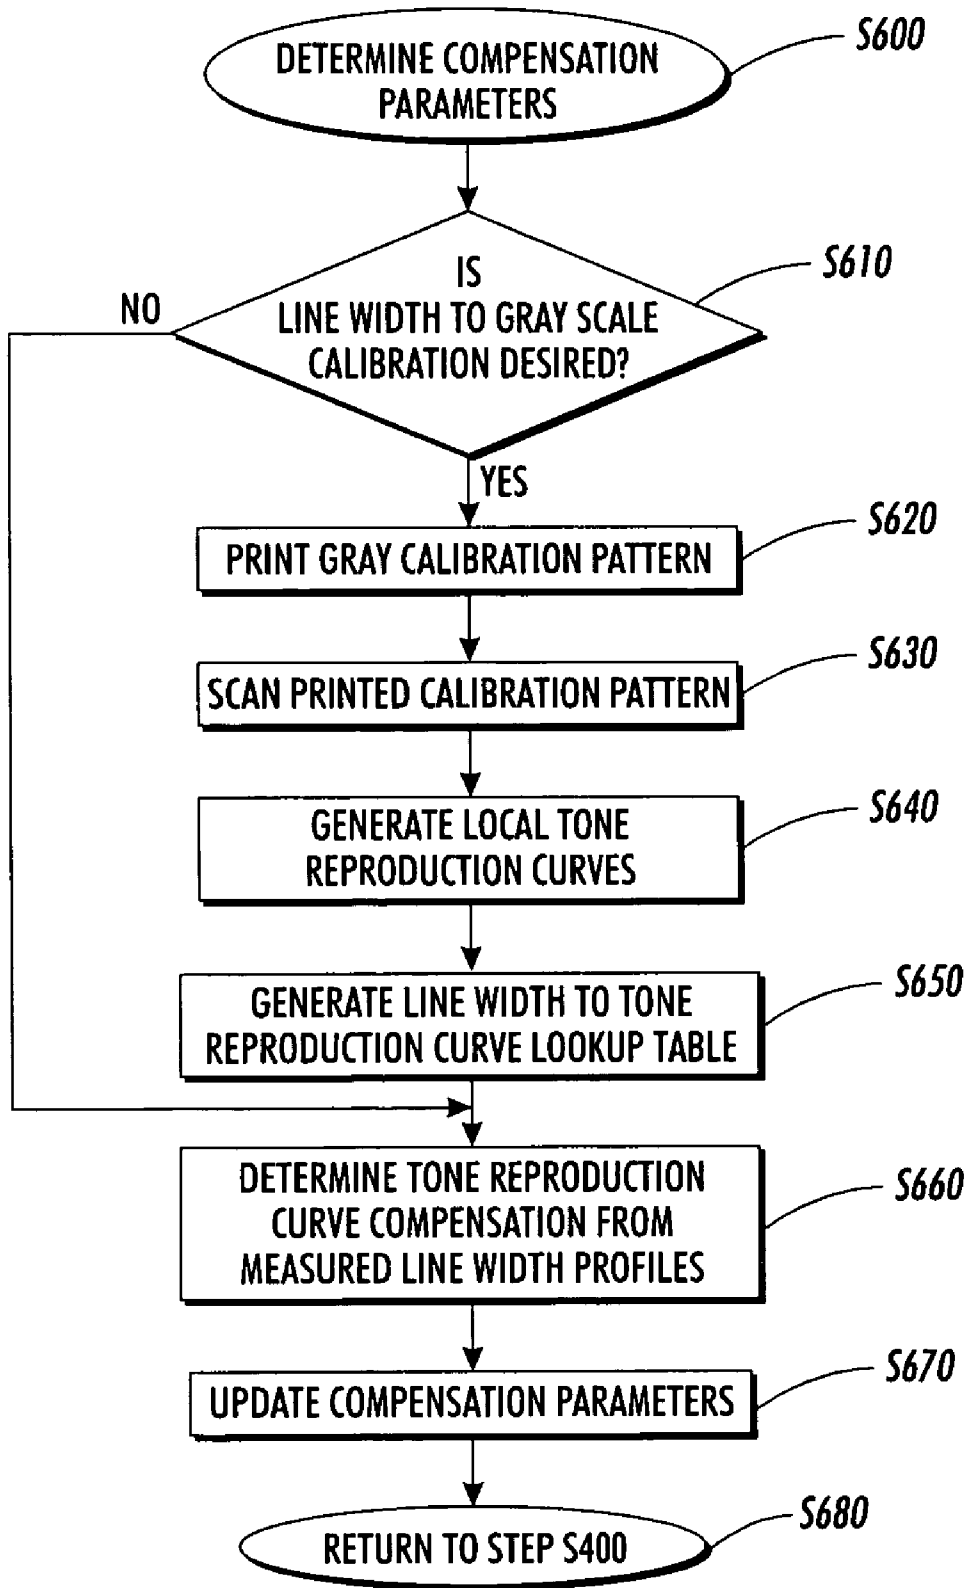 S600
DETERMINE COMPENSATION
PARAMETERS
S610
IS
LINE WIDTH TO GRAY SCALE
CALIBRATION DESIRED?
NO
YES
S620
PRINT GRAY CALIBRATION PATTERN
S630
SCAN PRINTED CALIBRATION PATTERN
S640
GENERATE LOCAL TONE
REPRODUCTION CURVES
S650
GENERATE LINE WIDTH TO TONE
REPRODUCTION CURVE LOOKUP TABLE
S660
DETERMINE TONE REPRODUCTION
CURVE COMPENSATION FROM
MEASURED LINE WIDTH PROFILES
S670
UPDATE COMPENSATION PARAMETERS
S680
RETURN TO STEP S400